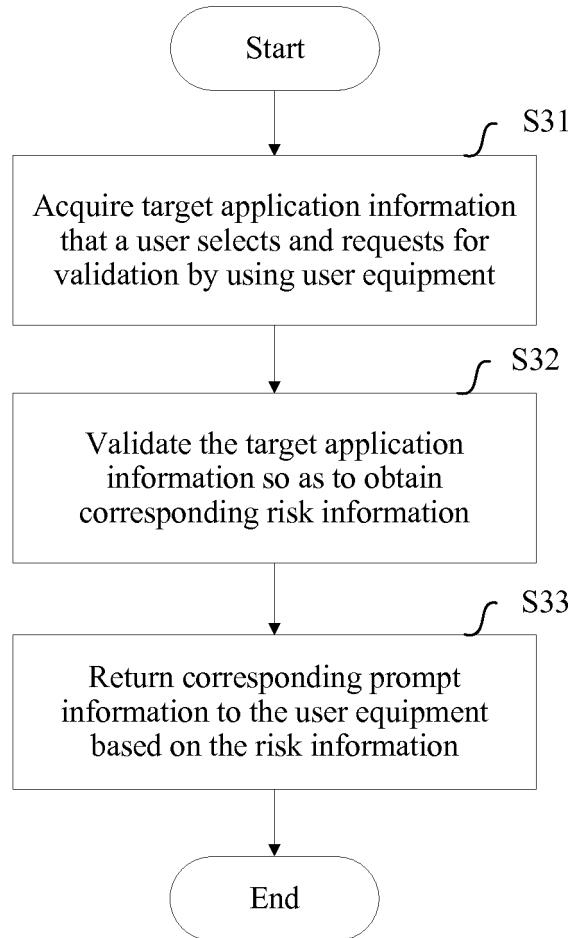 Start
S31
Acquire target application information
that a user selects and requests for
validation by using user equipment
S32
Validate the target application
information so as to obtain
corresponding risk information
S33
Return corresponding prompt
information to the user equipment
based on the risk information
End